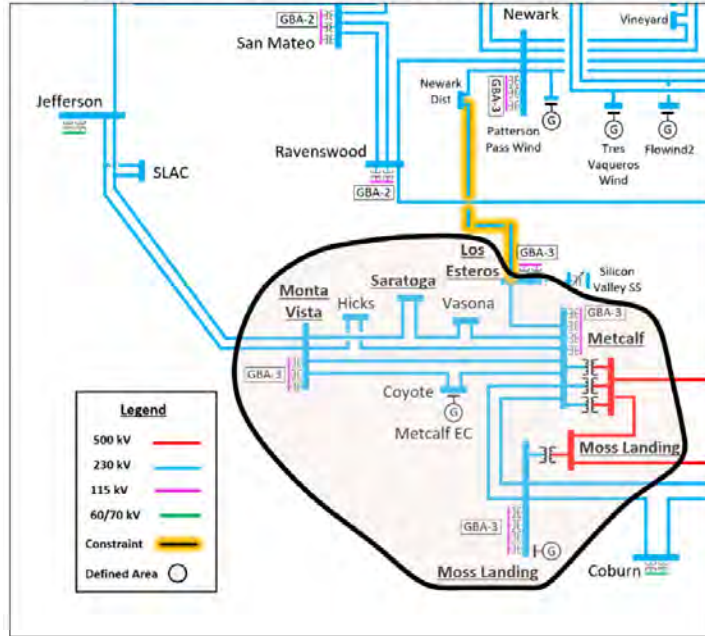 GBA-2
San Mateo
Newark
Vineyard
Newark
Dist
GBA-3
Jefferson
SLAC
Ravenswood
GBA-2
Patterson
Pass Wind
G
G
Tres
Vaqueros
Wind
G
Flowind2
Los
Esteros
GBA-3
Silicon
Valley SS
Monta
Vista
Hicks
Saratoga
Vasona
GBA-3
Metcalf
GBA-3
Coyote
G
Metcalf EC
Moss Landing
GBA-3
G
Moss Landing
Coburn
Legend
500 kV
230 kV
115 kV
60/70 kV
Constraint
Defined Area